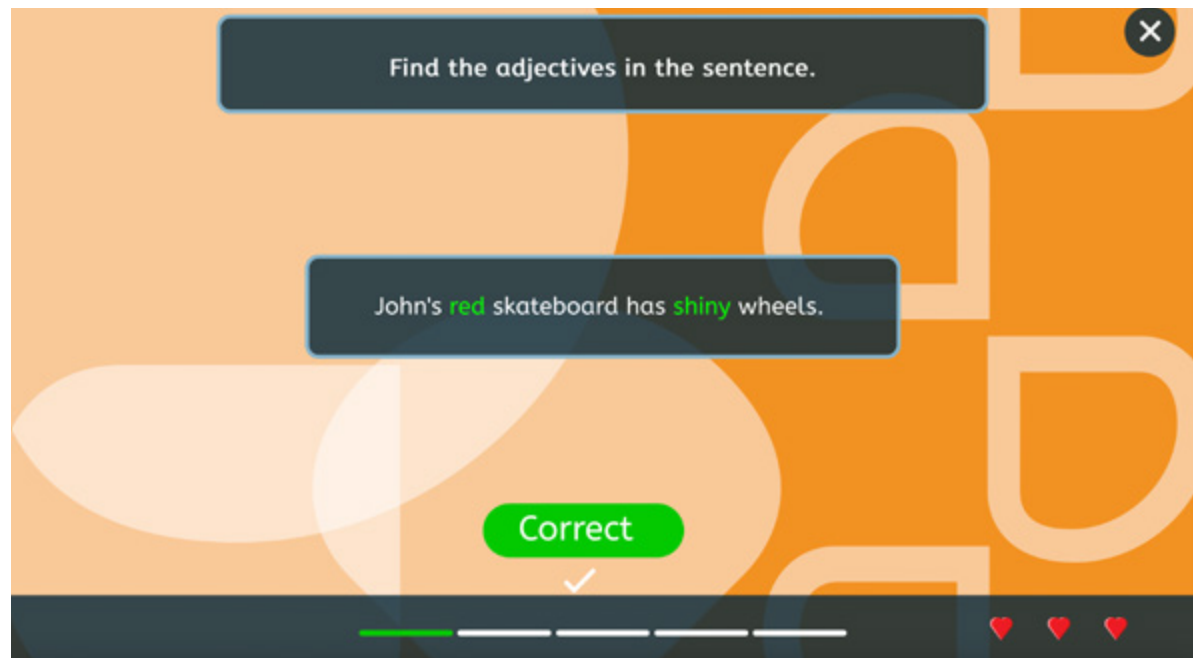 Find the adjectives in the sentence.
John's red skateboard has shiny wheels.
Correct